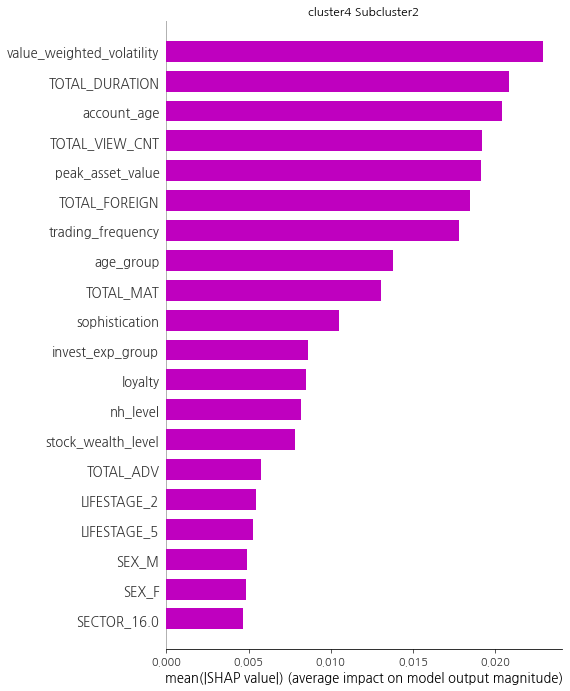 cluster4 Subcluster2
value_weighted_volatility
TOTAL_DURATION
account_age
TOTAL_VIEW_CNT
peak_asset_value
TOTAL_FOREIGN
trading_frequency
age_group
TOTAL_MAT
sophistication
invest_exp_group
loyalty
nh_level
stock_wealth_level
TOTAL_ADV
LIFESTAGE_2
LIFESTAGE_5
SEX_M
SEX_F
SECTOR_16.0
0.000 0.005 0.010 0.015 0.020
mean(|SHAP value|) (average impact on model output magnitude)